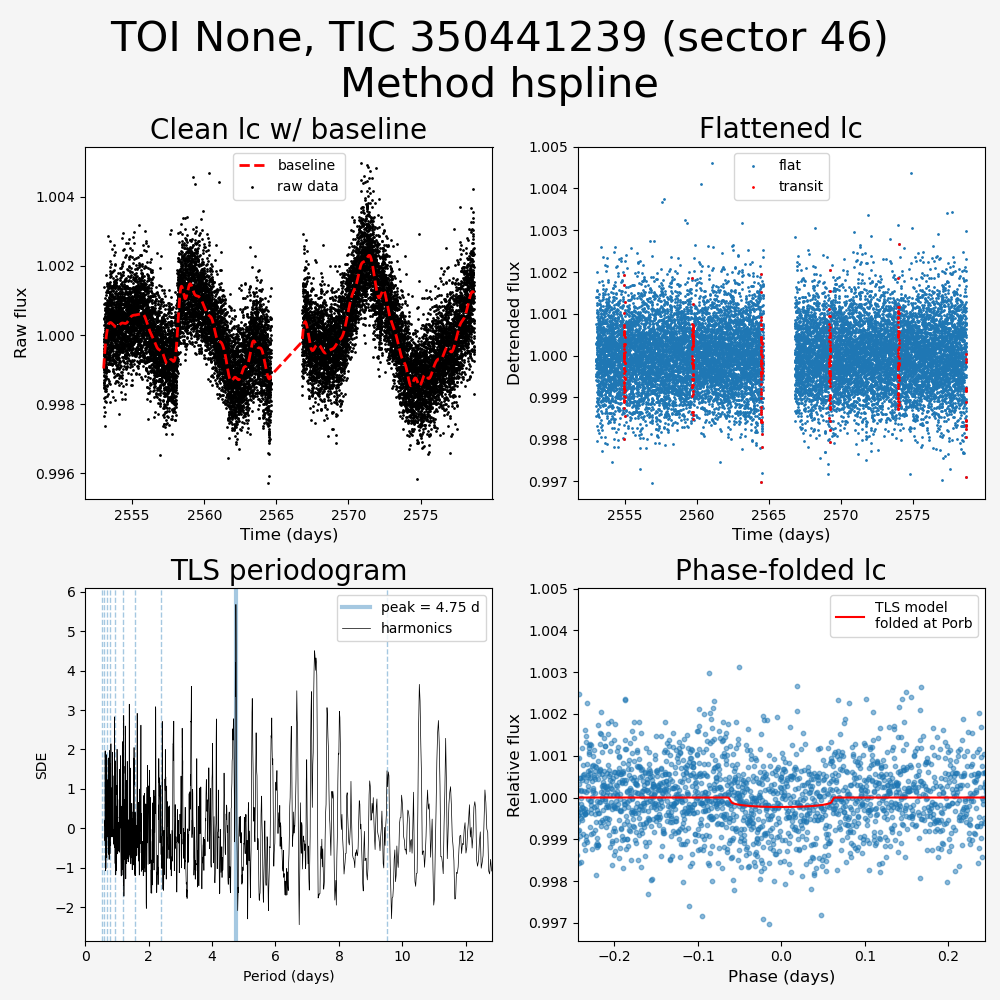 TOI None, TIC 350441239 (sector 46)
Method hspline
Clean lc w/ baseline
baseline
raw data
Raw flux
1.004
1.002
1.000
0.998
0.996
2555
2560
2565
2570
2575
Time (days)
Flattened lc
flat
transit
Detrended flux
1.005
1.004
1.003
1.002
1.001
1.000
0.999
0.998
0.997
2555
2560
2565
2570
2575
Time (days)
TLS periodogram
peak = 4.75 d
harmonics
SDE
6
5
4
3
2
1
0
−1
−2
0
2
4
6
8
10
12
Period (days)
Phase-folded lc
TLS model
folded at Porb
Relative flux
1.005
1.004
1.003
1.002
1.001
1.000
0.999
0.998
0.997
−0.2
−0.1
0.0
0.1
0.2
Phase (days)